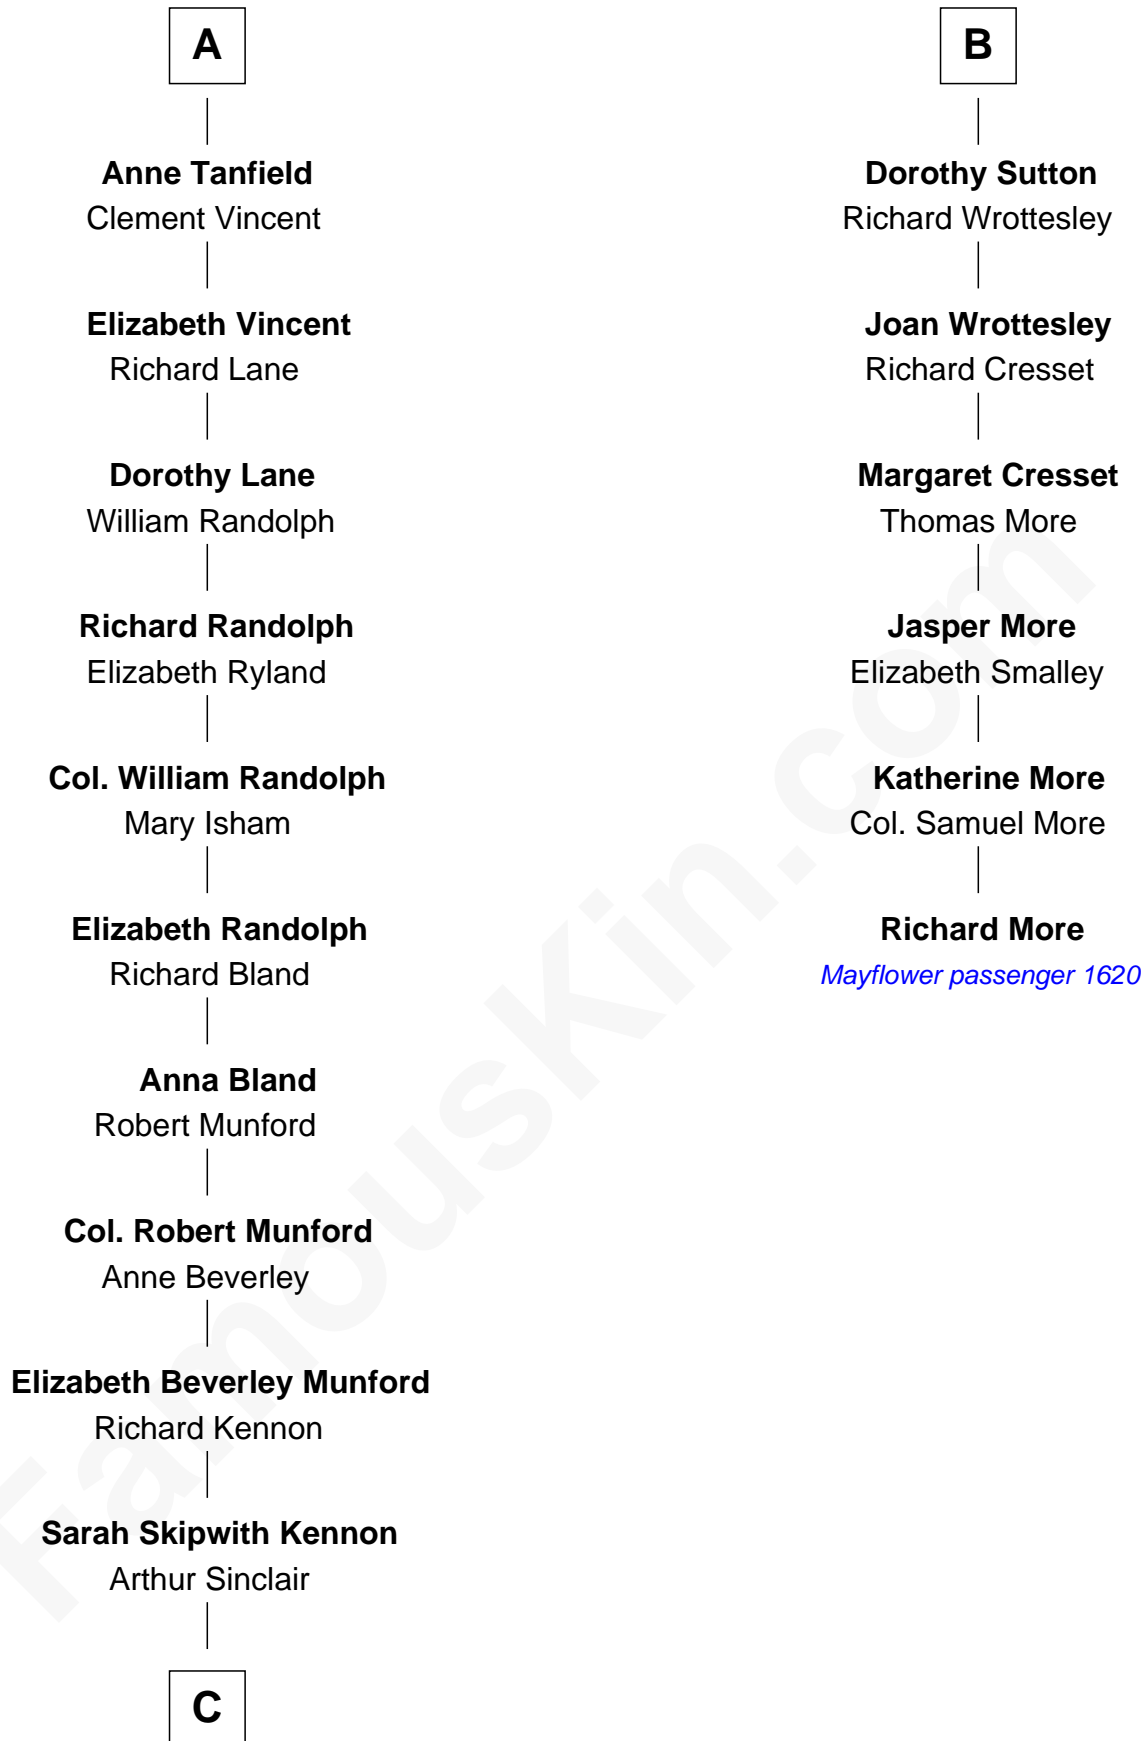 A
Anne Tanfield
Clement Vincent
Elizabeth Vincent
Richard Lane
Dorothy Lane
William Randolph
Richard Randolph
Elizabeth Ryland
Col. William Randolph
Mary Isham
Elizabeth Randolph
Richard Bland
Anna Bland
Robert Munford
Col. Robert Munford
Anne Beverley
Elizabeth Beverley Munford
Richard Kennon
Sarah Skipwith Kennon
Arthur Sinclair
C
B
Dorothy Sutton
Richard Wrottesley
Joan Wrottesley
Richard Cresset
Margaret Cresset
Thomas More
Jasper More
Elizabeth Smalley
Katherine More
Col. Samuel More
Richard More
Mayflower passenger 1620
FamousKin.com